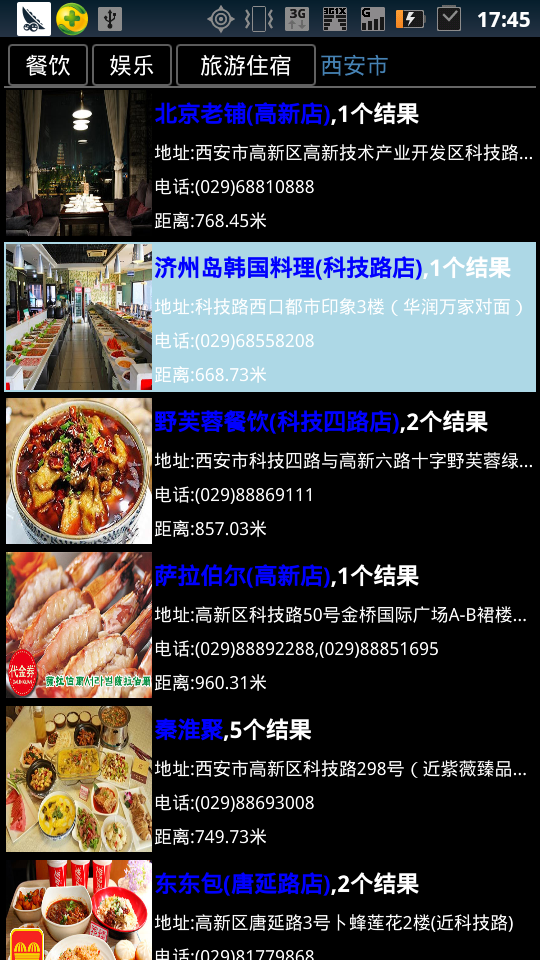 3G 3G1X G 17:45
餐饮 娱乐 旅游住宿 西安市
北京老铺(高新店),1个结果
地址:西安市高新区高新技术产业开发区科技路...
电话:(029)68810888
距离:768.45米
济州岛韩国料理(科技路店),1个结果
地址:科技路西口都市印象3楼（华润万家对面）
电话:(029)68558208
距离:668.73米
野芙蓉餐饮(科技四路店),2个结果
地址:西安市科技四路与高新六路十字野芙蓉绿...
电话:(029)88869111
距离:857.03米
萨拉伯尔(高新店),1个结果
地址:高新区科技路50号金桥国际广场A-B裙楼...
电话:(029)88892288,(029)88851695
距离:960.31米
代金券
秦淮聚,5个结果
地址:西安市高新区科技路298号（近紫薇臻品...
电话:(029)88693008
距离:749.73米
东东包(唐延路店),2个结果
地址:高新区唐延路3号卜蜂莲花2楼(近科技路)
电话:(029)81779868